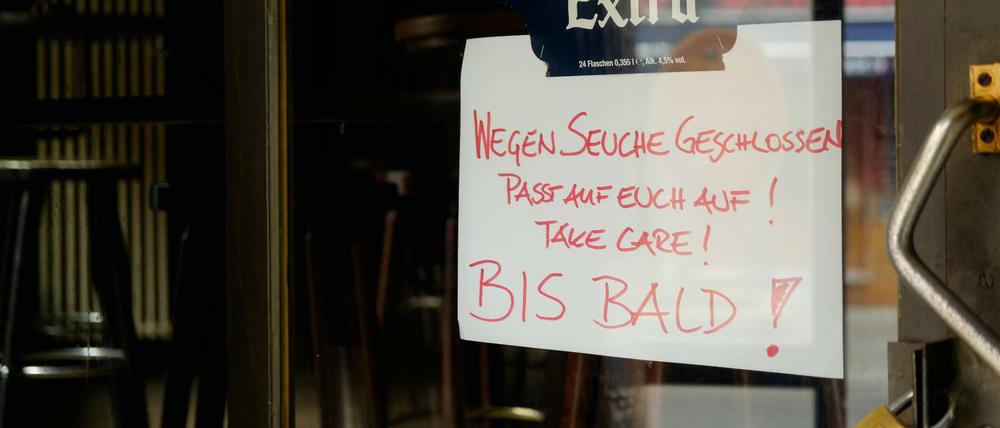 Extra
24 Flaschen 0,355 l ℮, Alk. 4,5% vol.
WEGEN SEUCHE GESCHLOSSEN
PASST AUF EUCH AUF !
TAKE CARE !
BIS BALD !